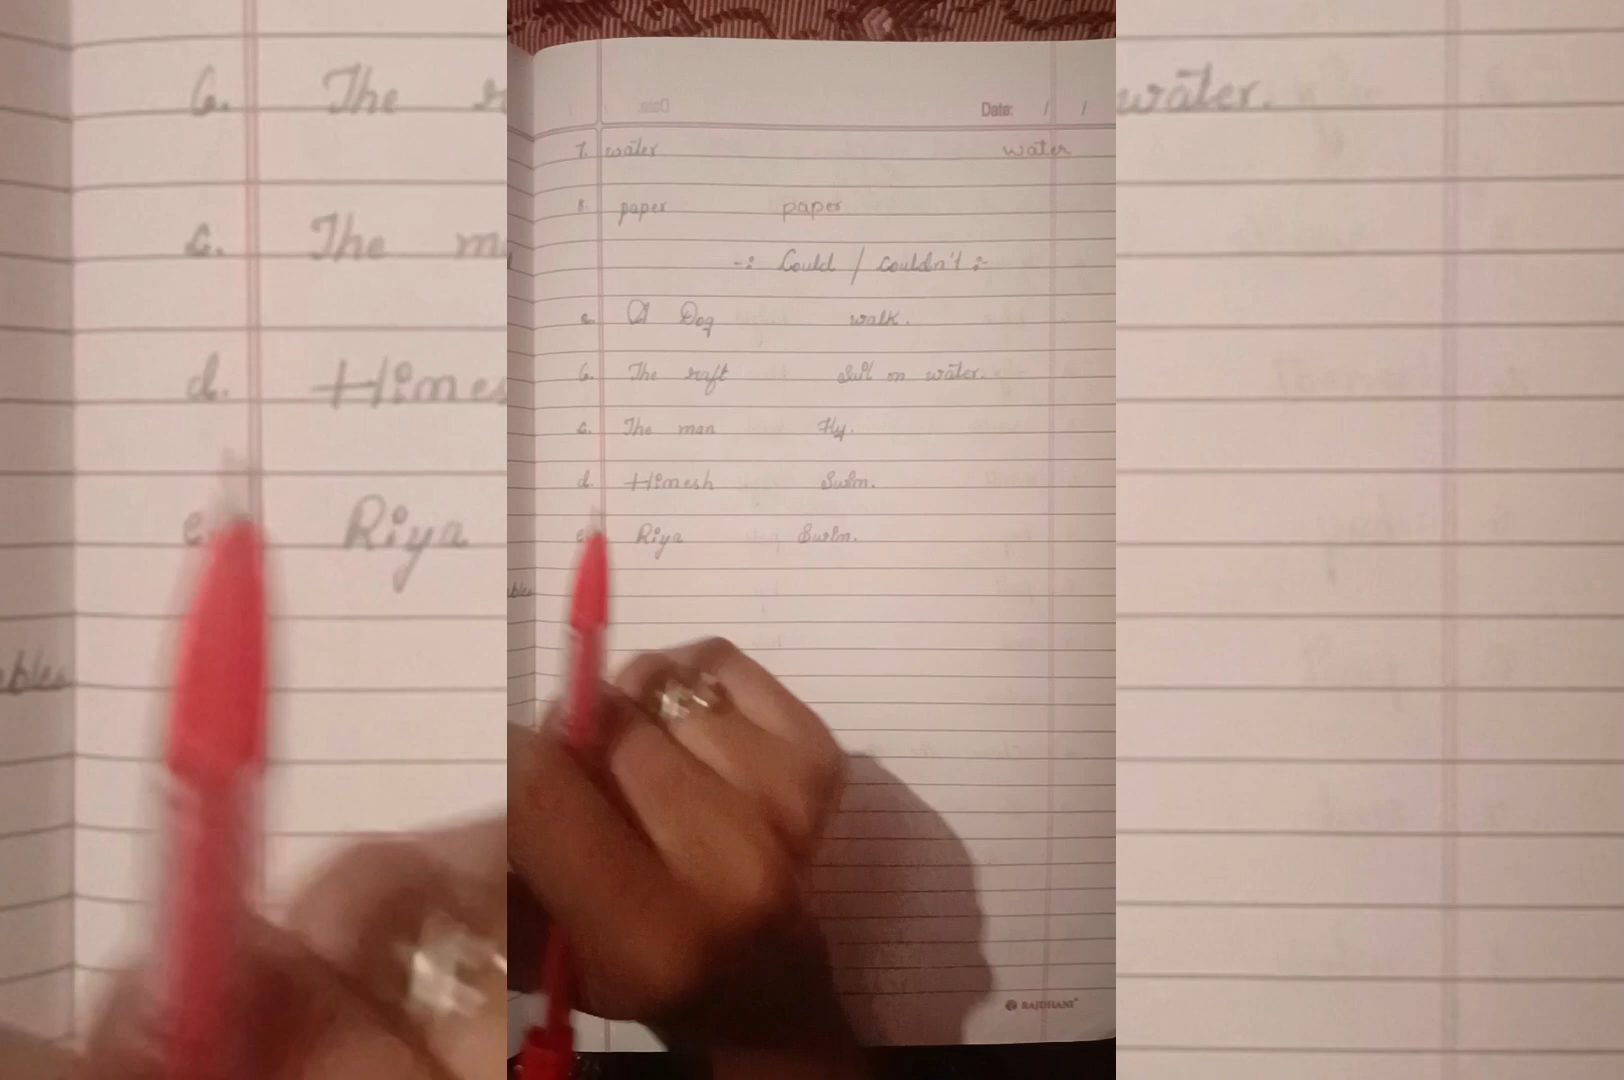 Date: / /
7. water water
8. paper paper
-: Could / Couldn't :-
a. A Dog walk.
b. The raft Sail on water.
c. The man Fly.
d. Himesh Swim.
e. Riya Swim.
ables
RAJDHANI